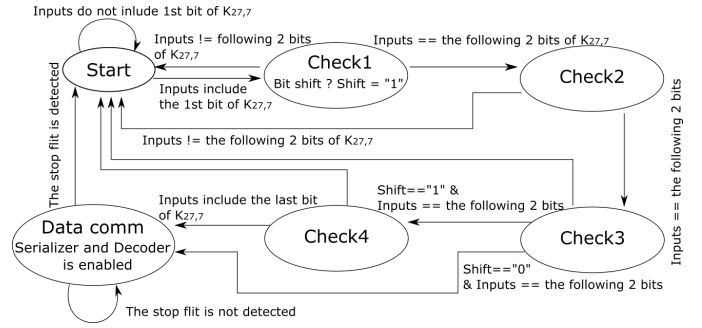 Inputs do not inlude 1st bit of K27,7
Inputs != following 2 bits
of K27,7
Inputs == the following 2 bits of K27,7
Start
Check1
Bit shift ? Shift = "1"
Check2
Inputs include
the 1st bit of K27,7
Inputs != the following 2 bits of K27,7
The stop flit is detected
Inputs == the following 2 bits
Shift=="1" &
Inputs == the following 2 bits
Inputs include the last bit
of K27,7
Data comm
Serializer and Decoder
is enabled
Check4
Check3
Shift=="0"
& Inputs == the following 2 bits
The stop flit is not detected